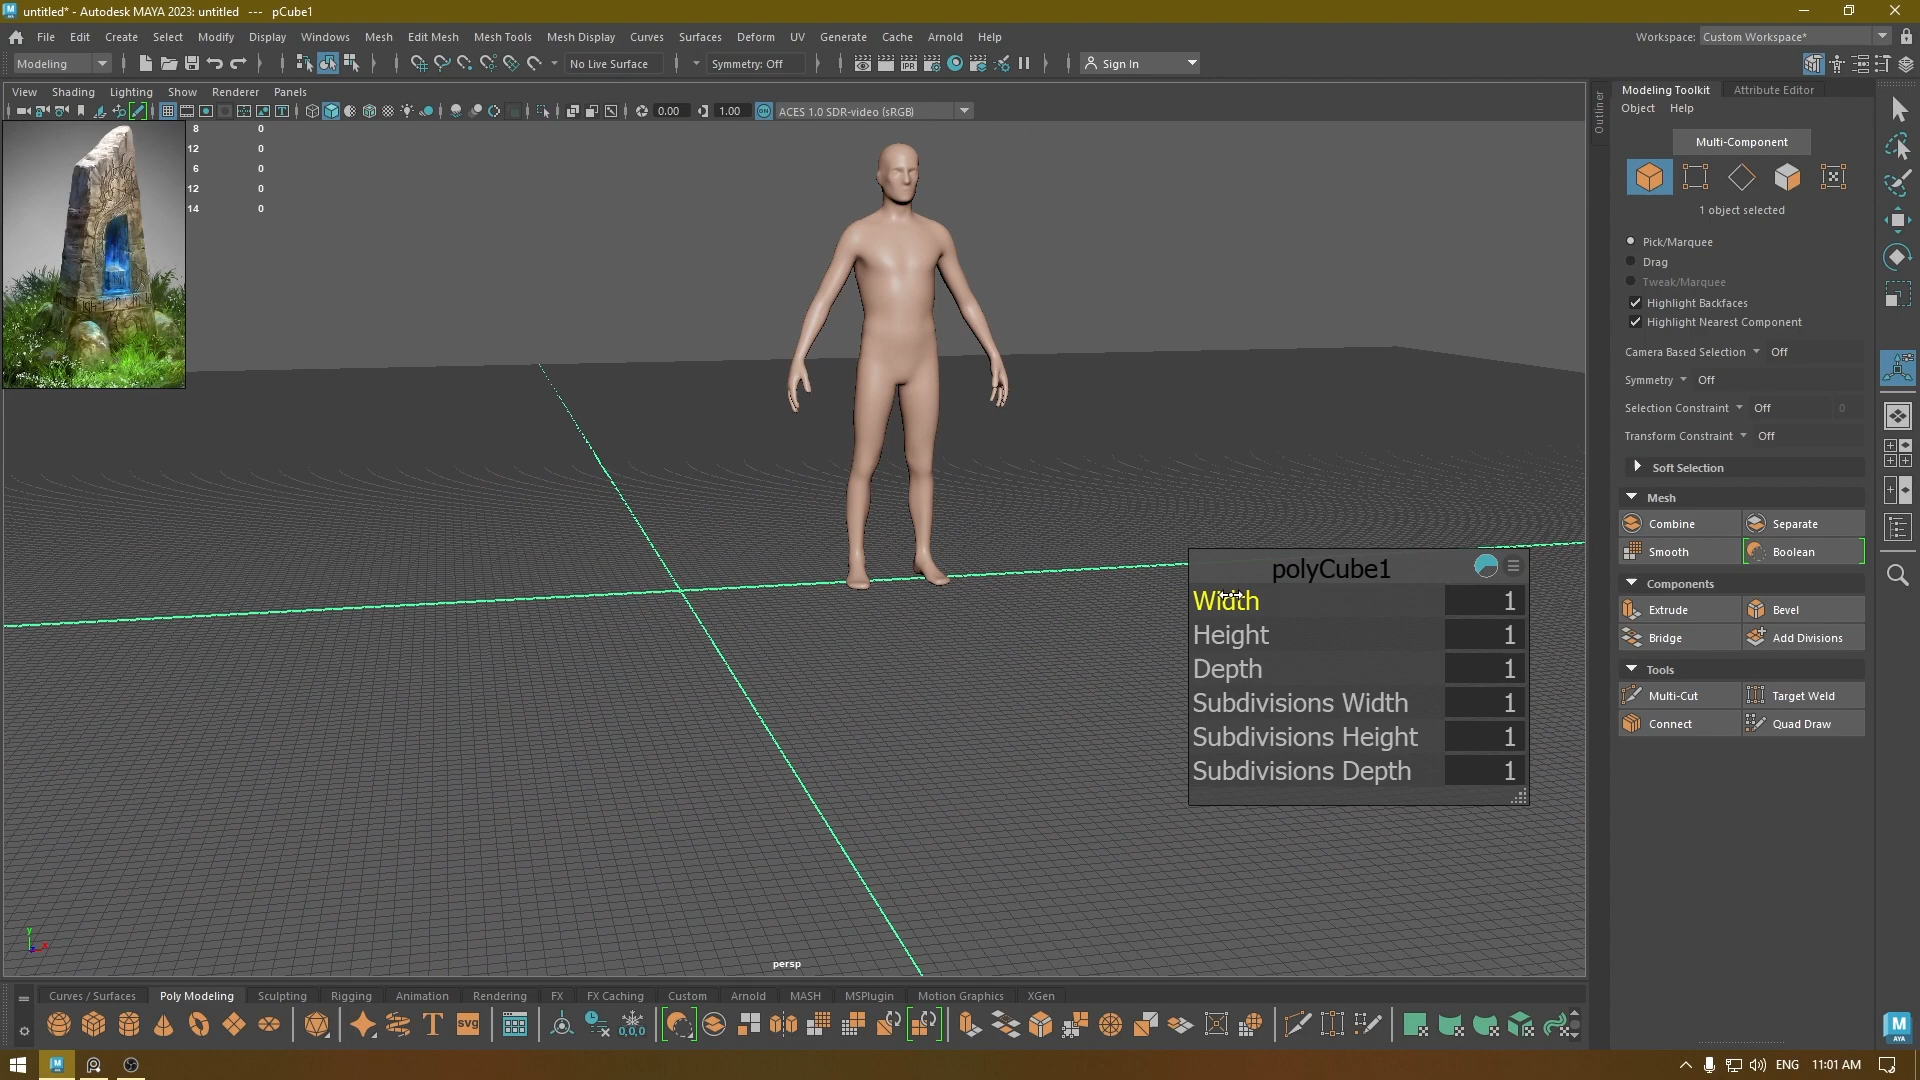 untitled* - Autodesk MAYA 2023: untitled --- pCube1
File Edit Create Select Modify Display Windows Mesh Edit Mesh Mesh Tools Mesh Display Curves Surfaces Deform UV Generate Cache Arnold Help
Workspace: Custom Workspace*
Modeling
No Live Surface
Symmetry: Off
Sign In
View Shading Lighting Show Renderer Panels
0.00
1.00
ACES 1.0 SDR-video (sRGB)
8 0
12 0
6 0
12 0
14 0
persp
polyCube1
Width 1
Height 1
Depth 1
Subdivisions Width 1
Subdivisions Height 1
Subdivisions Depth 1
Outliner
Modeling Toolkit Attribute Editor
Object Help
Multi-Component
1 object selected
Pick/Marquee
Drag
Tweak/Marquee
Highlight Backfaces
Highlight Nearest Component
Camera Based Selection Off
Symmetry Off
Selection Constraint Off 0
Transform Constraint Off
Soft Selection
Mesh
Combine Separate
Smooth Boolean
Components
Extrude Bevel
Bridge Add Divisions
Tools
Multi-Cut Target Weld
Connect Quad Draw
y
x
Curves / Surfaces Poly Modeling Sculpting Rigging Animation Rendering FX FX Caching Custom Arnold MASH MSPlugin Motion Graphics XGen
T
svg
0,0,0
IPR
ON
M
AYA
ENG 11:01 AM